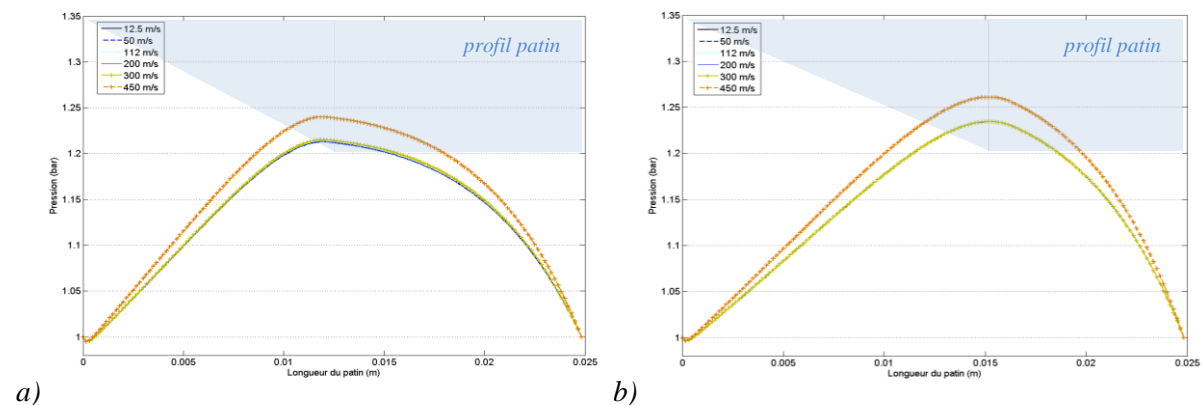 1.35
1.3
1.25
1.2
1.15
1.1
1.05
1
Pression (bar)
12.5 m/s
50 m/s
112 m/s
200 m/s
300 m/s
450 m/s
profil patin
0
0.005
0.01
0.015
0.02
0.025
Longueur du patin (m)
a)
1.35
1.3
1.25
1.2
1.15
1.1
1.05
1
Pression (bar)
12.5 m/s
50 m/s
112 m/s
200 m/s
300 m/s
450 m/s
profil patin
0
0.005
0.01
0.015
0.02
0.025
Longueur du patin (m)
b)